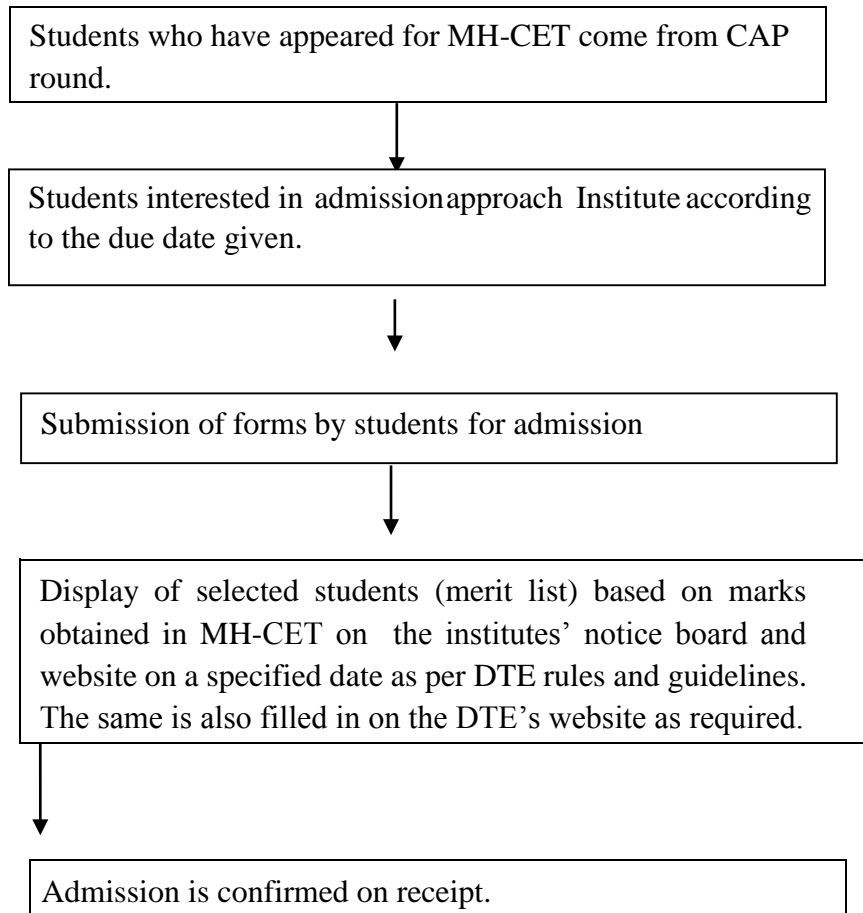 Students who have appeared for MH-CET come from CAP
round.
Students interested in admission approach Institute according
to the due date given.
Submission of forms by students for admission
Display of selected students (merit list) based on marks
obtained in MH-CET on the institutes’ notice board and
website on a specified date as per DTE rules and guidelines.
The same is also filled in on the DTE’s website as required.
Admission is confirmed on receipt.